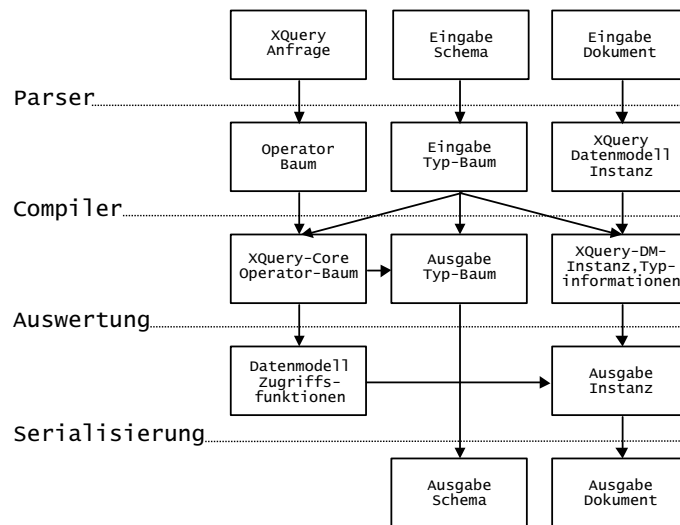 XQuery
Anfrage
Eingabe
Schema
Eingabe
Dokument
Parser
Operator
Baum
Eingabe
Typ-Baum
XQuery
Datenmodell
Instanz
Compiler
XQuery-Core
Operator-Baum
Ausgabe
Typ-Baum
XQuery-DM-
Instanz,Typ-
informationen
Auswertung
Datenmodell
Zugriffs-
funktionen
Ausgabe
Instanz
Serialisierung
Ausgabe
Schema
Ausgabe
Dokument